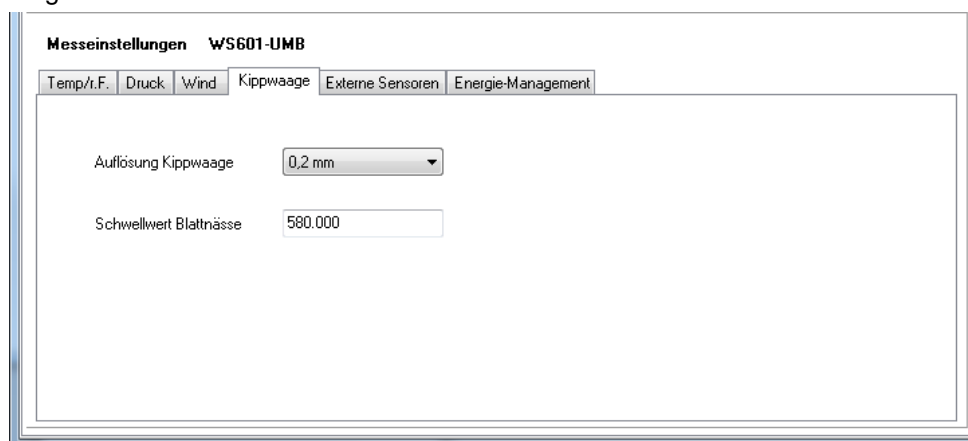 Messeinstellungen WS601-UMB
Temp/r.F. Druck Wind Kippwaage Externe Sensoren Energie-Management
Auflösung Kippwaage 0,2 mm
Schwellwert Blattnässe 580.000